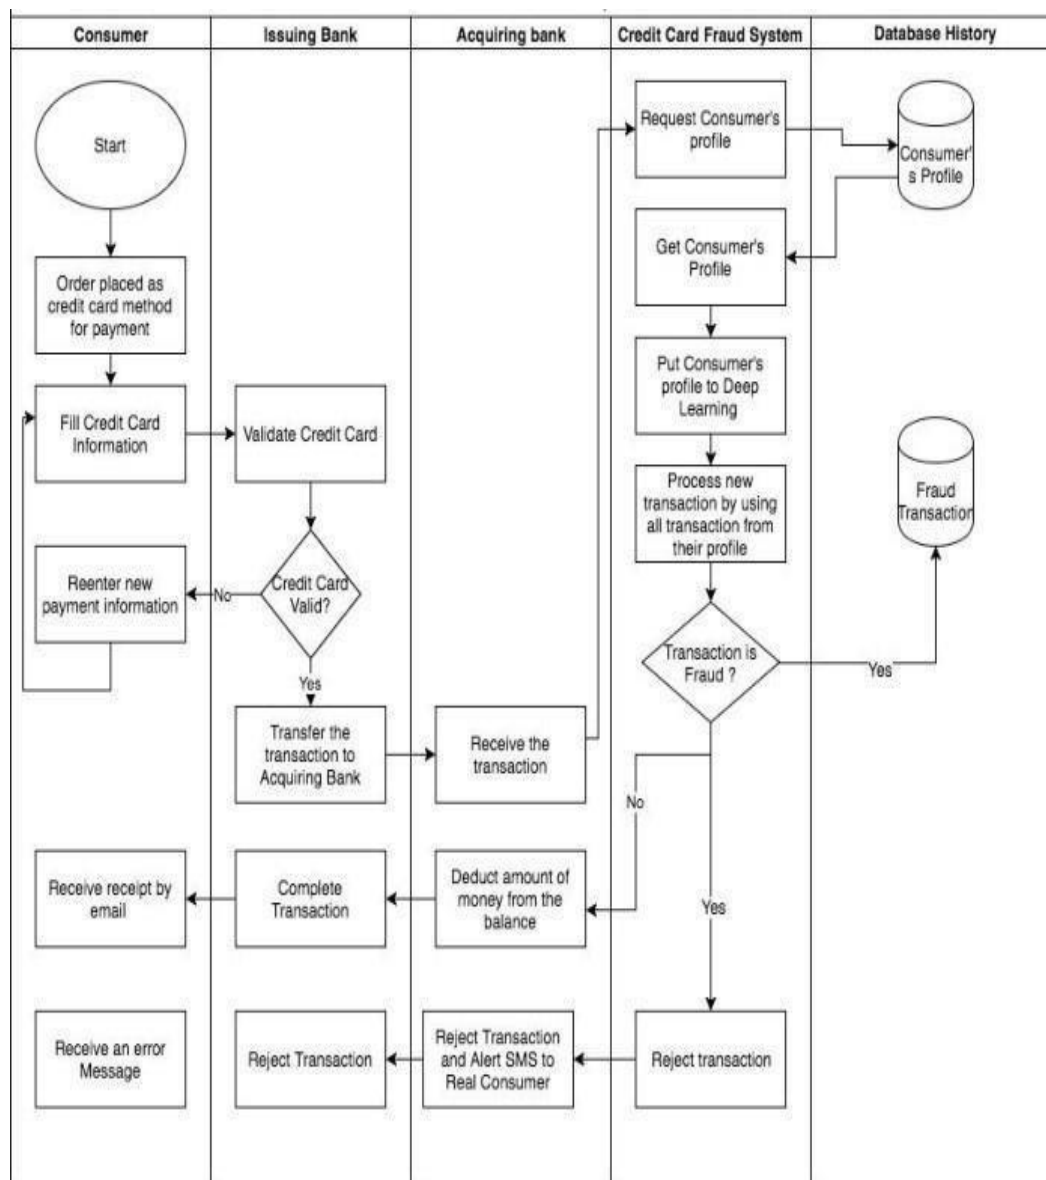 Consumer
Issuing Bank
Acquiring bank
Credit Card Fraud System
Database History
Start
Request Consumer's
profile
Consumer'
s Profile
Get Consumer's
Profile
Order placed as
credit card method
for payment
Put Consumer's
profile to Deep
Learning
Fill Credit Card
Information
Validate Credit Card
Process new
transaction by using
all transaction from
their profile
Fraud
Transaction
Reenter new
payment information
No
Credit Card
Valid?
Transaction is
Fraud ?
Yes
Yes
Transfer the
transaction to
Acquiring Bank
Receive the
transaction
No
Receive receipt by
email
Complete
Transaction
Deduct amount of
money from the
balance
Yes
Receive an error
Message
Reject Transaction
Reject Transaction
and Alert SMS to
Real Consumer
Reject transaction